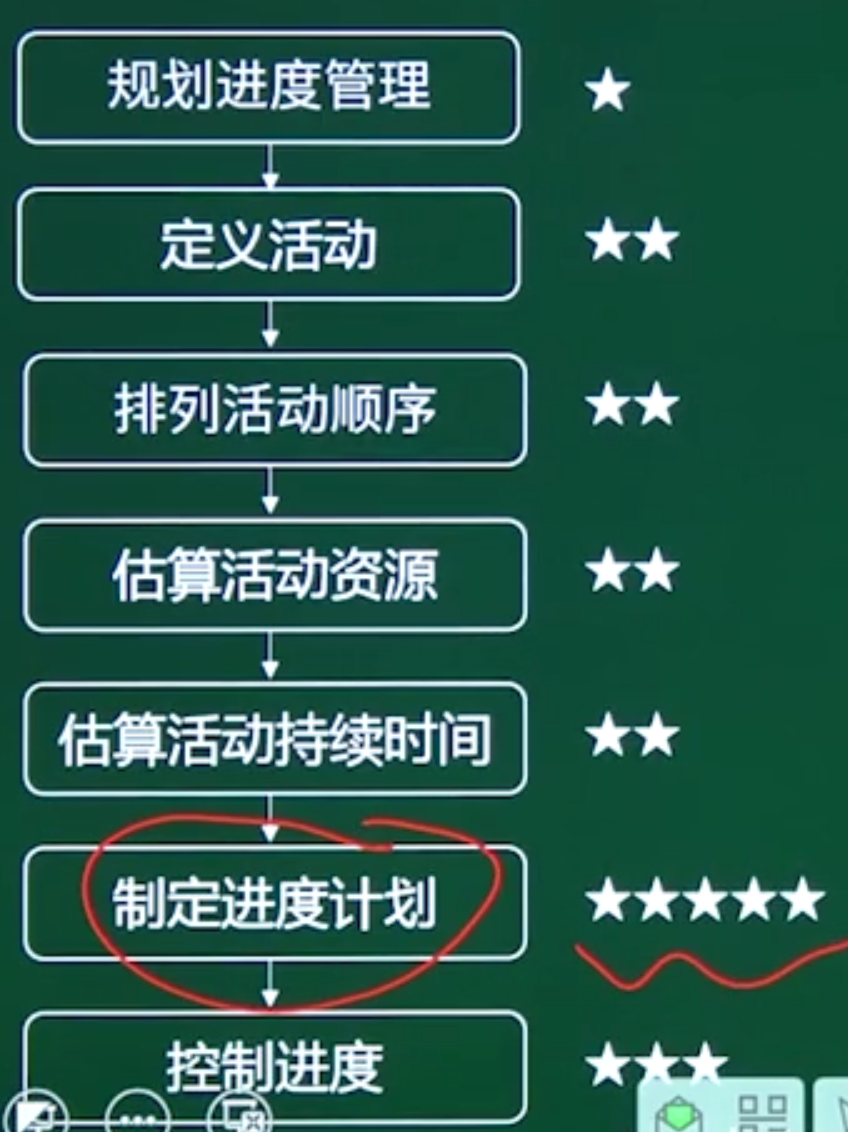 规划进度管理 ★
定义活动 ★★
排列活动顺序 ★★
估算活动资源 ★★
估算活动持续时间 ★★
制定进度计划 ★★★★★
控制进度 ★★★